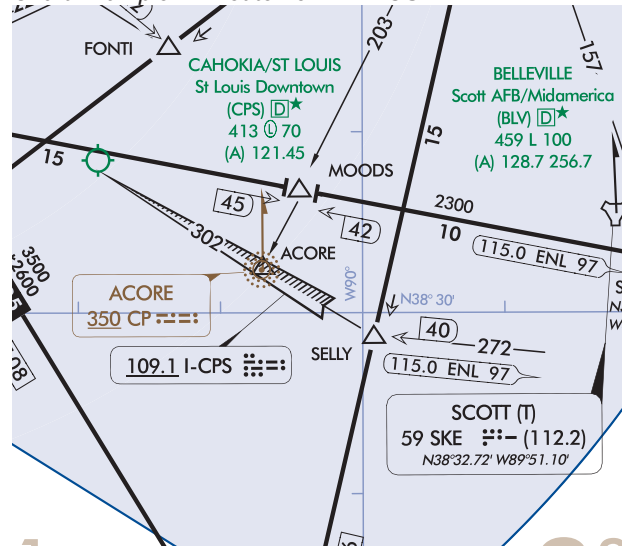 FONTI
203
157
CAHOKIA/ST LOUIS
St Louis Downtown
(CPS) D★
413 Ⓛ 70
(A) 121.45
BELLEVILLE
Scott AFB/Midamerica
(BLV) D★
459 L 100
(A) 128.7 256.7
15
15
MOODS
45
42
2300
10
302
ACORE
115.0 ENL 97
3500
*2600
ACORE
350 CP
W90°
N38° 30'
109.1 I-CPS
SELLY
40
272
115.0 ENL 97
80
SCOTT (T)
59 SKE (112.2)
N38°32.72' W89°51.10'